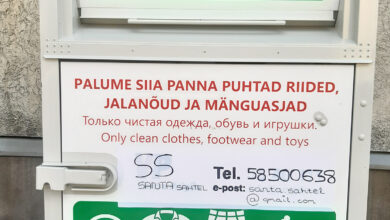 PALUME SIIA PANNA PUHTAD RIIDED,
JALANÕUD JA MÄNGUASJAD
Только чистая одежда, обувь и игрушки.
Only clean clothes, footwear and toys
SS Tel. 58500638
SANTA SAHTEL e-post: santa sahtel
@gmail.com